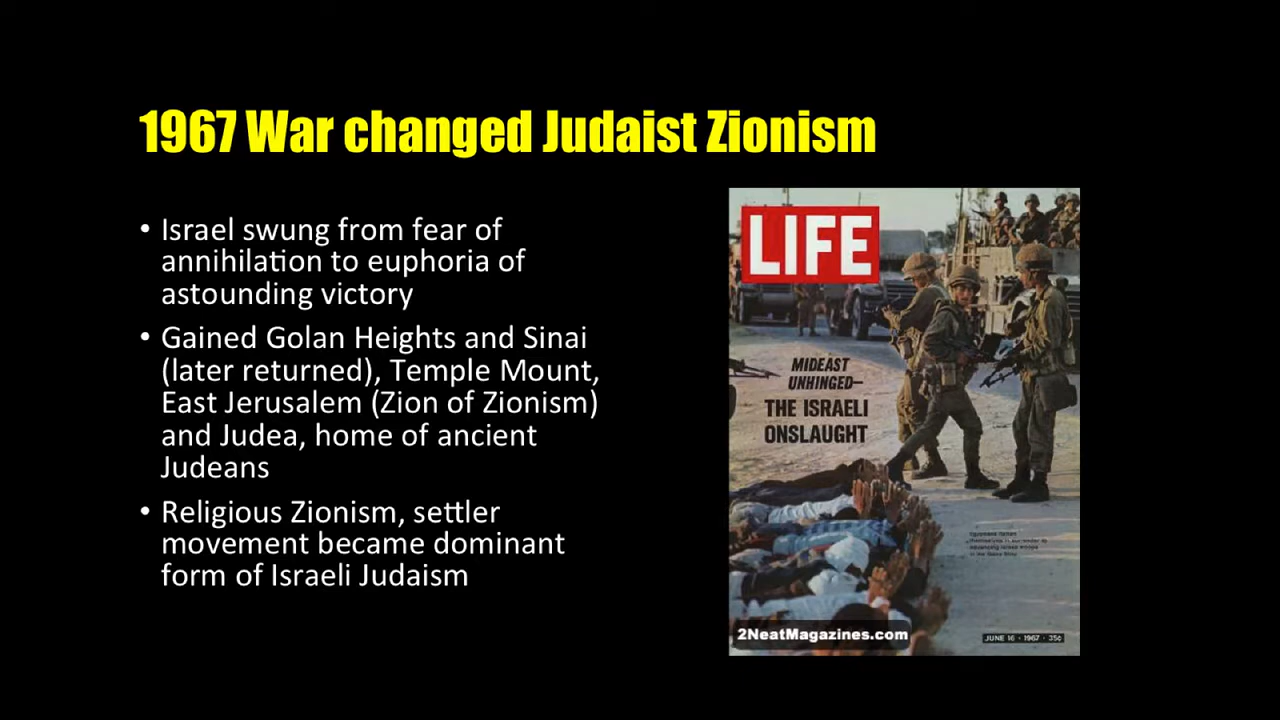 1967 War changed Judaist Zionism
• Israel swung from fear of
annihilation to euphoria of
astounding victory
• Gained Golan Heights and Sinai
(later returned), Temple Mount,
East Jerusalem (Zion of Zionism)
and Judea, home of ancient
Judeans
• Religious Zionism, settler
movement became dominant
form of Israeli Judaism
LIFE
MIDEAST
UNHINGED—
THE ISRAELI
ONSLAUGHT
2NeatMagazines.com
JUNE 16 · 1967 · 35¢